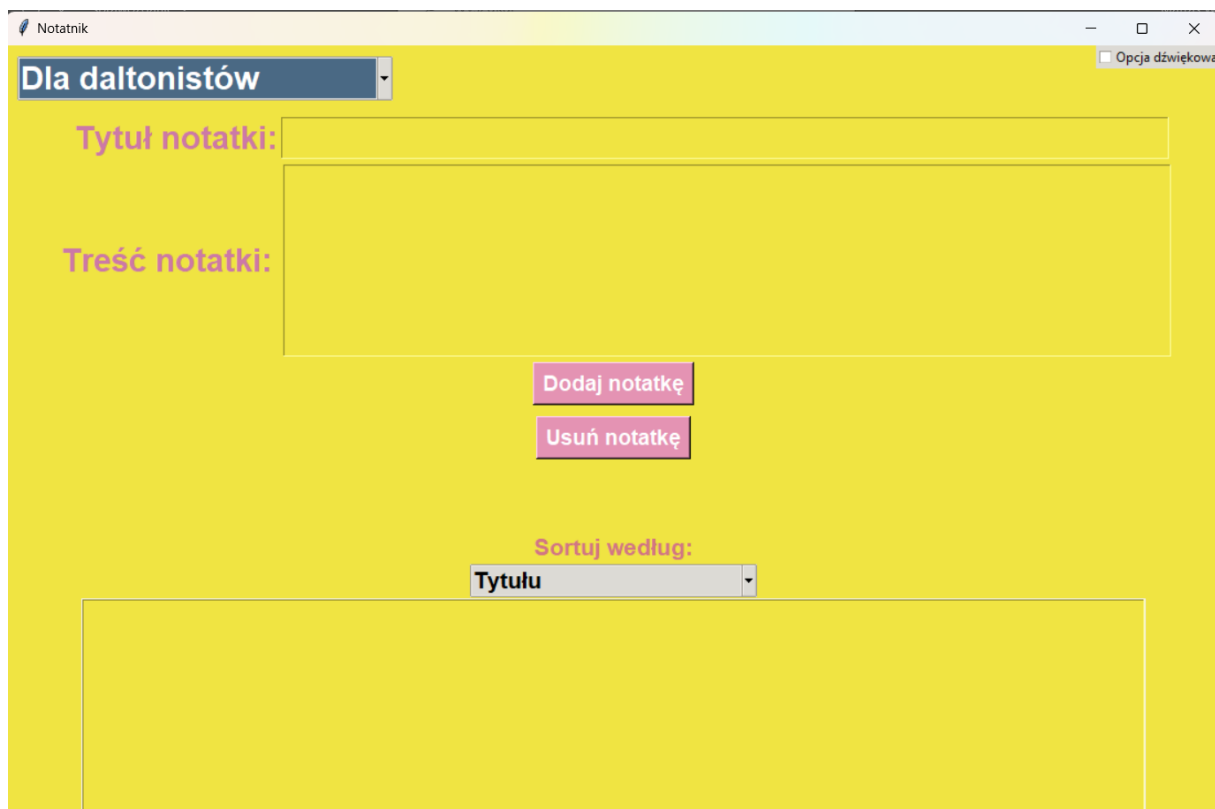 Notatnik
Opcja dźwiękowa
Dla daltonistów
Tytuł notatki:
Treść notatki:
Dodaj notatkę
Usuń notatkę
Sortuj według:
Tytułu